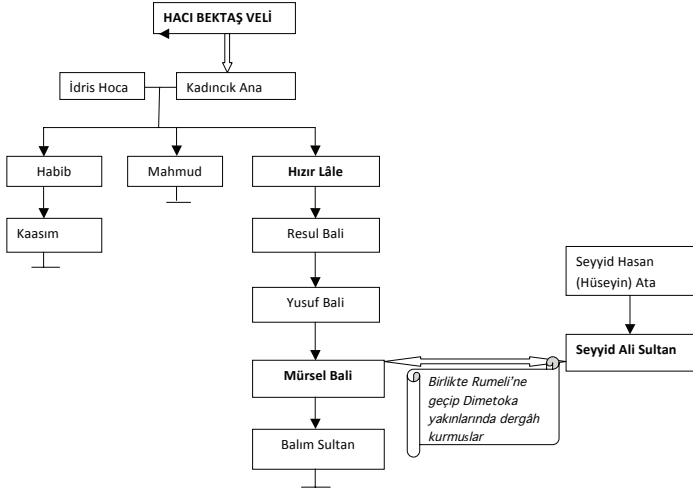 HACI BEKTAŞ VELİ
İdris Hoca
Kadıncık Ana
Habib
Mahmud
Hızır Lâle
Kaasım
Resul Bali
Seyyid Hasan
(Hüseyin) Ata
Yusuf Bali
Mürsel Bali
Seyyid Ali Sultan
Birlikte Rumeli'ne
geçip Dimetoka
yakınlarında dergâh
kurmuslar
Balım Sultan